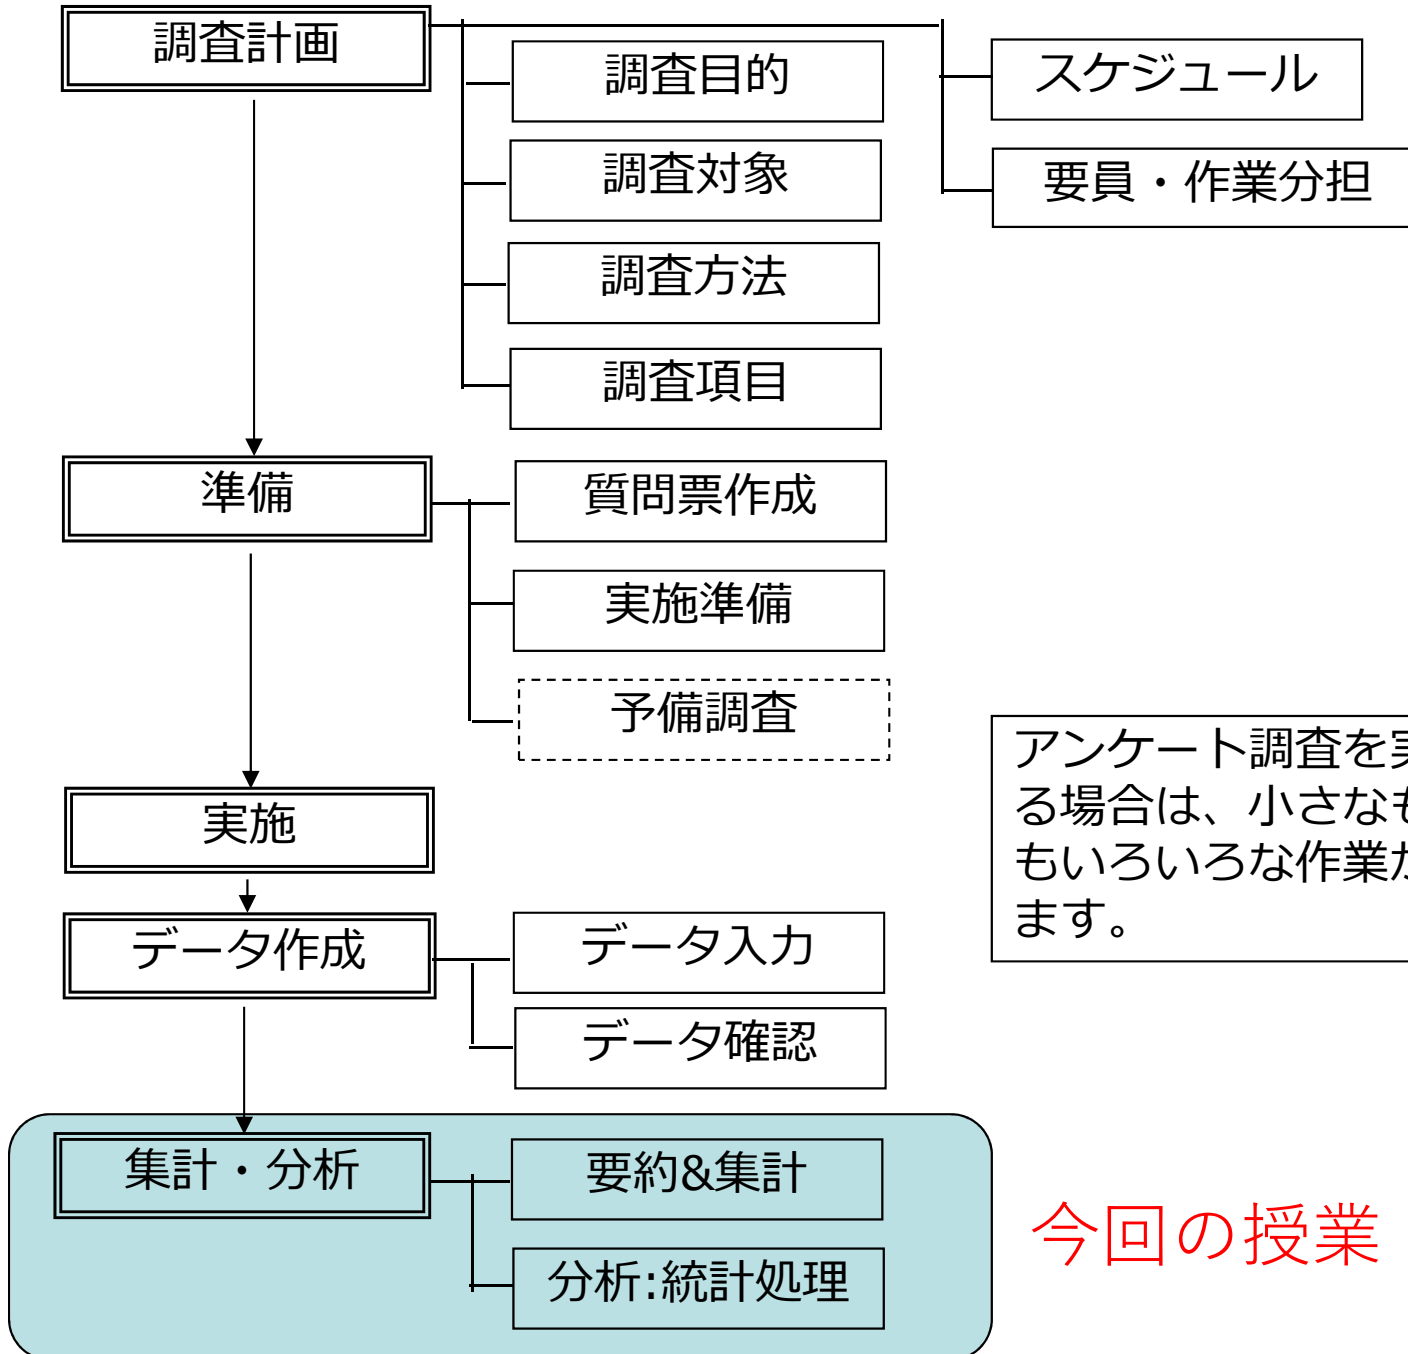 調査計画
調査目的
調査対象
調査方法
調査項目
スケジュール
要員・作業分担
準備
質問票作成
実施準備
予備調査
実施
データ作成
データ入力
データ確認
アンケート調査を実
る場合は、小さなも
もいろいろな作業が
ます。
集計・分析
要約&集計
分析:統計処理
今回の授業